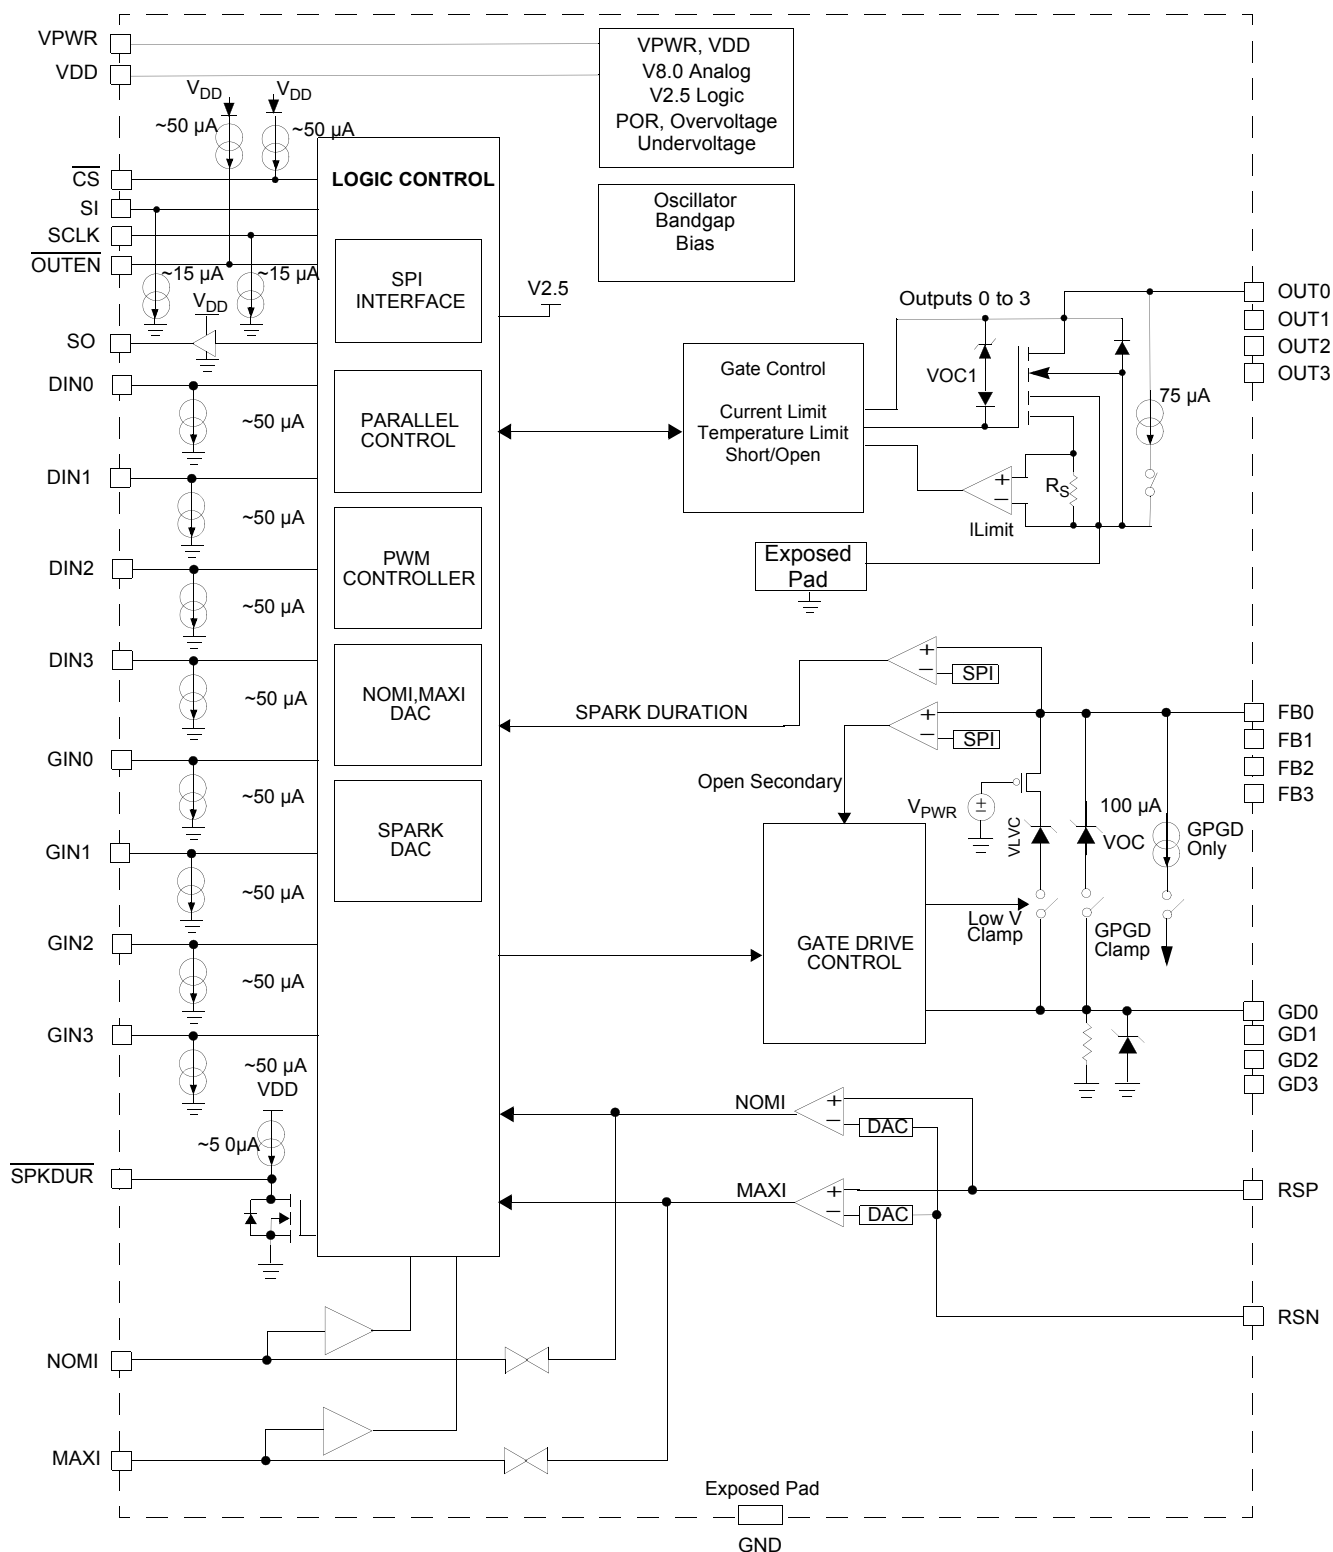 VPWR
VDD
VPWR, VDD
V8.0 Analog
V2.5 Logic
POR, Overvoltage
Undervoltage
VDD
VDD
~50 µA
~50 µA
CS
SI
SCLK
OUTEN
~15 µA
~15 µA
VDD
SO
LOGIC CONTROL
SPI
INTERFACE
V2.5
Oscillator
Bandgap
Bias
Outputs 0 to 3
OUT0
OUT1
OUT2
OUT3
Gate Control
Current Limit
Temperature Limit
Short/Open
VOC1
75 µA
+
−
RS
ILimit
Exposed
Pad
DIN0
~50 µA
PARALLEL
CONTROL
DIN1
~50 µA
PWM
CONTROLLER
DIN2
~50 µA
DIN3
~50 µA
NOMI,MAXI
DAC
SPARK DURATION
+
−
SPI
+
−
SPI
FB0
FB1
FB2
FB3
Open Secondary
GIN0
~50 µA
SPARK
DAC
VPWR
±
VLVC
100 µA
VOC
GPGD
Only
GIN1
~50 µA
Low V
Clamp
GPGD
Clamp
GIN2
~50 µA
GATE DRIVE
CONTROL
GD0
GD1
GD2
GD3
GIN3
~50 µA
VDD
~5 0µA
SPKDUR
NOMI
+
−
DAC
MAXI
+
−
DAC
RSP
RSN
NOMI
MAXI
Exposed Pad
GND